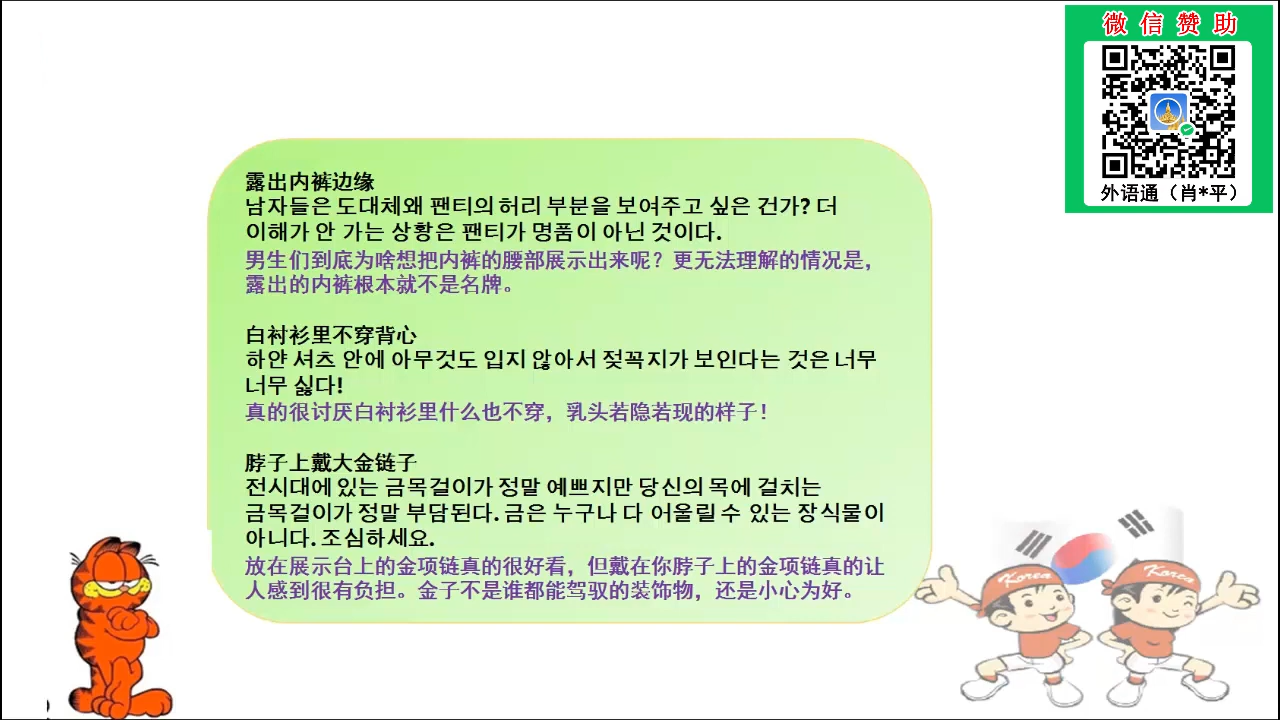 微信赞助
外语通（肖*平）
露出内裤边缘
남자들은 도대체왜 팬티의 허리 부분을 보여주고 싶은 건가? 더
이해가 안 가는 상황은 팬티가 명품이 아닌 것이다.
男生们到底为啥想把内裤的腰部展示出来呢？更无法理解的情况是，
露出的内裤根本就不是名牌。
白衬衫里不穿背心
하얀 셔츠 안에 아무것도 입지 않아서 젖꼭지가 보인다는 것은 너무
너무 싫다!
真的很讨厌白衬衫里什么也不穿，乳头若隐若现的样子！
脖子上戴大金链子
전시대에 있는 금목걸이가 정말 예쁘지만 당신의 목에 걸치는
금목걸이가 정말 부담된다. 금은 누구나 다 어울릴 수 있는 장식물이
아니다. 조심하세요.
放在展示台上的金项链真的很好看，但戴在你脖子上的金项链真的让
人感到很有负担。金子不是谁都能驾驭的装饰物，还是小心为好。
Korea
Korea